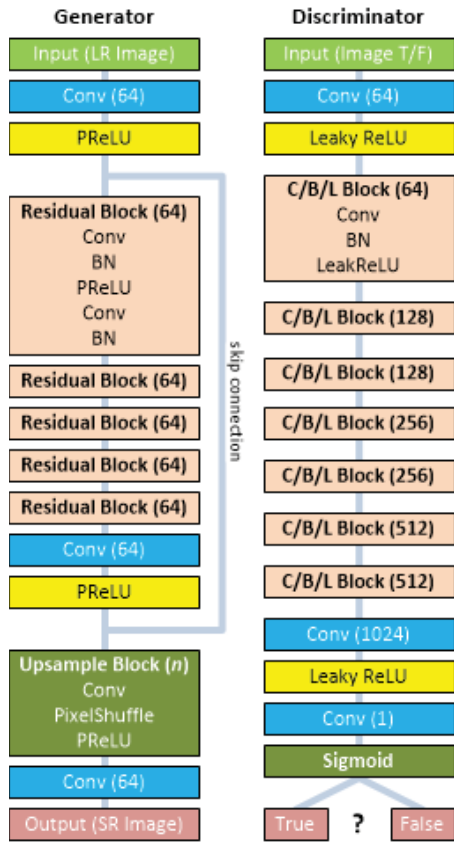 Generator
Input (LR Image)
Conv (64)
PReLU
Residual Block (64)
Conv
BN
PReLU
Conv
BN
Residual Block (64)
Residual Block (64)
Residual Block (64)
Residual Block (64)
Conv (64)
PReLU
Upsample Block (n)
Conv
PixelShuffle
PReLU
Conv (64)
Output (SR Image)
skip connection
Discriminator
Input (Image T/F)
Conv (64)
Leaky ReLU
C/B/L Block (64)
Conv
BN
LeakReLU
C/B/L Block (128)
C/B/L Block (128)
C/B/L Block (256)
C/B/L Block (256)
C/B/L Block (512)
C/B/L Block (512)
Conv (1024)
Leaky ReLU
Conv (1)
Sigmoid
True ? False